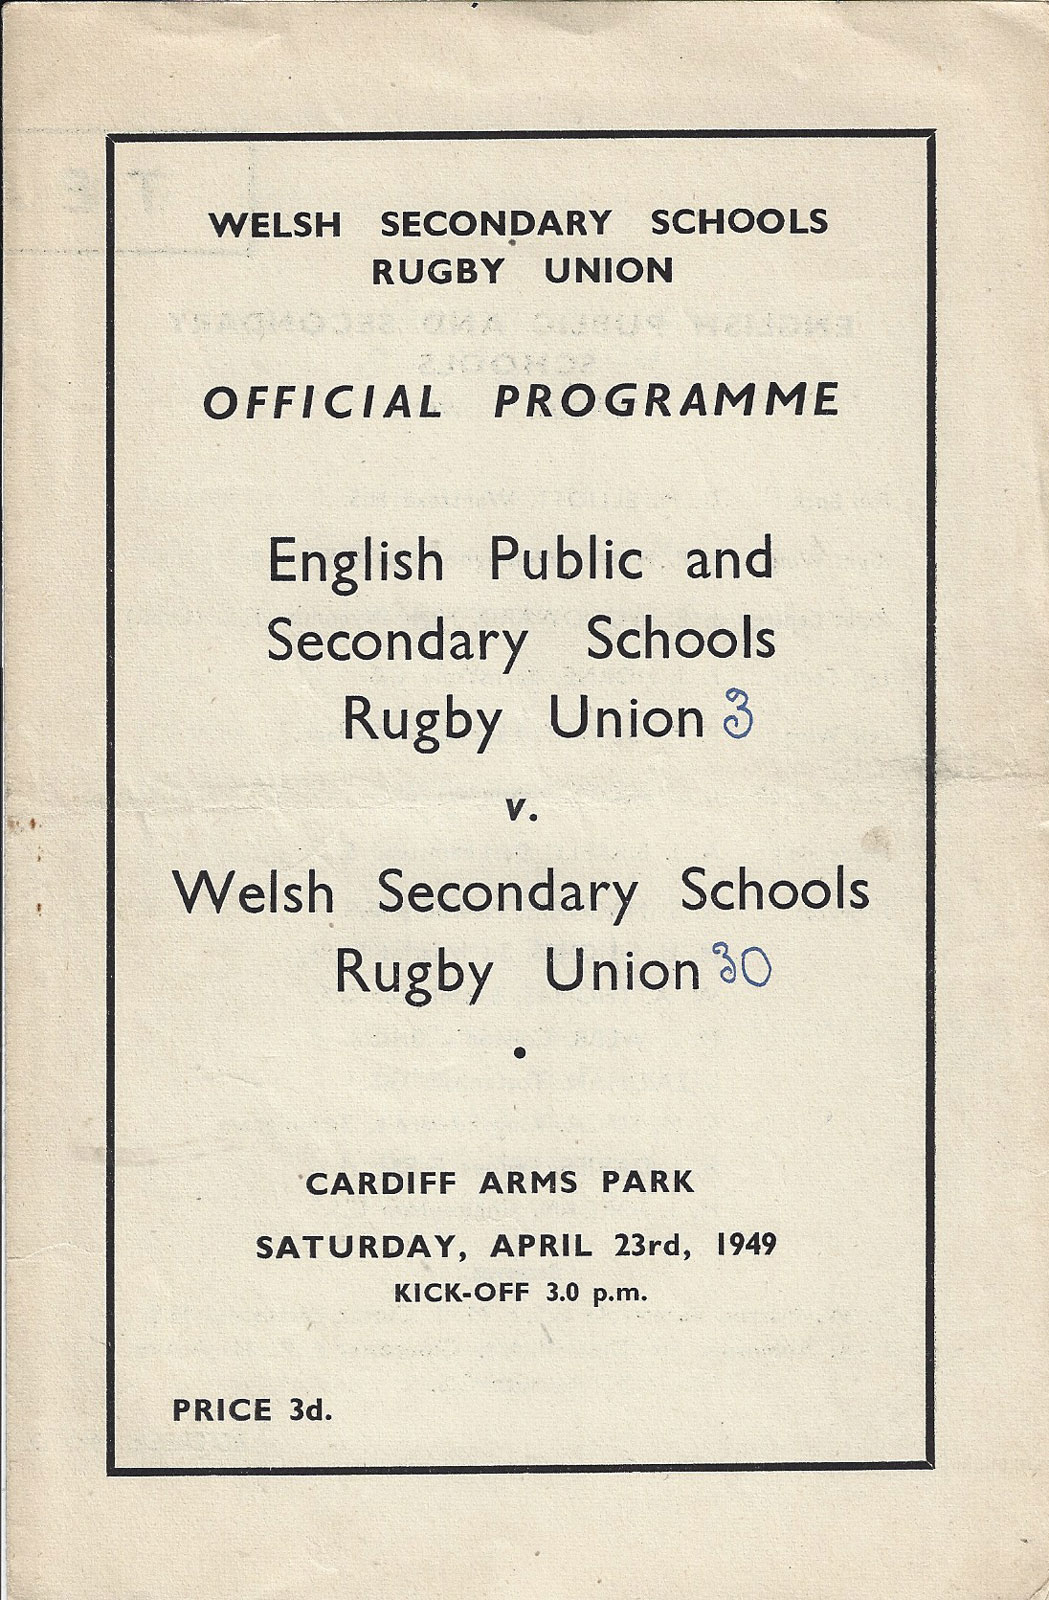 WELSH SECONDARY SCHOOLS
RUGBY UNION
OFFICIAL PROGRAMME
English Public and
Secondary Schools
Rugby Union 3
v.
Welsh Secondary Schools
Rugby Union 30
•
CARDIFF ARMS PARK
SATURDAY, APRIL 23rd, 1949
KICK-OFF 3.0 p.m.
PRICE 3d.